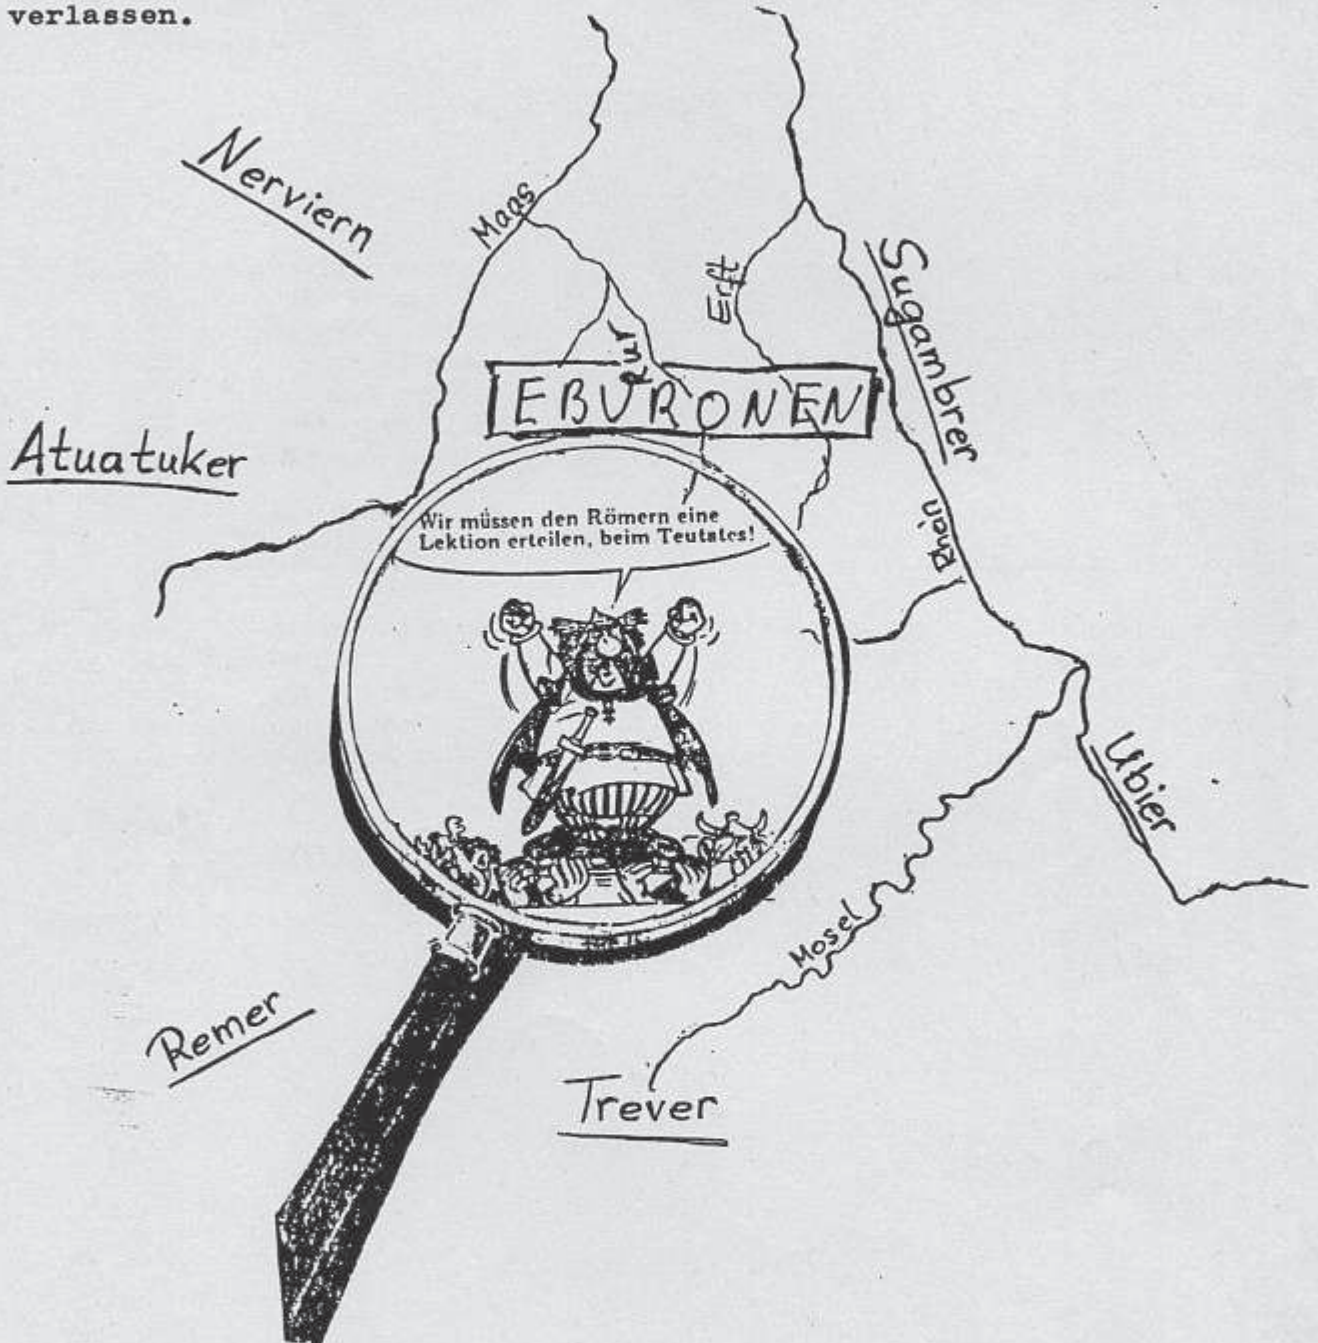 verlassen.
Nerviern
Maas
Erft
Sugambrer
Rur
EBURONEN
Atuatuker
Wir müssen den Römern eine
Lektion erteilen, beim Teutates!
Rhein
Ubier
Mosel
Remer
Trever